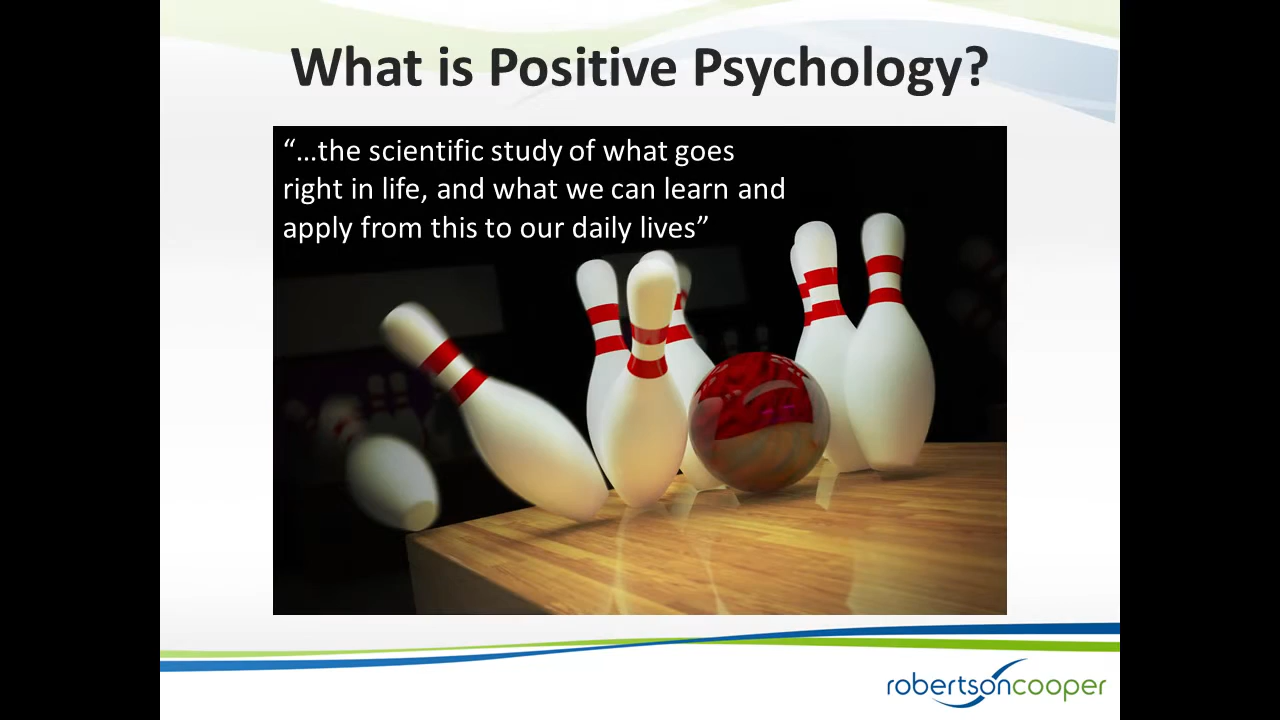 What is Positive Psychology?
“…the scientific study of what goes
right in life, and what we can learn and
apply from this to our daily lives”
robertsoncooper